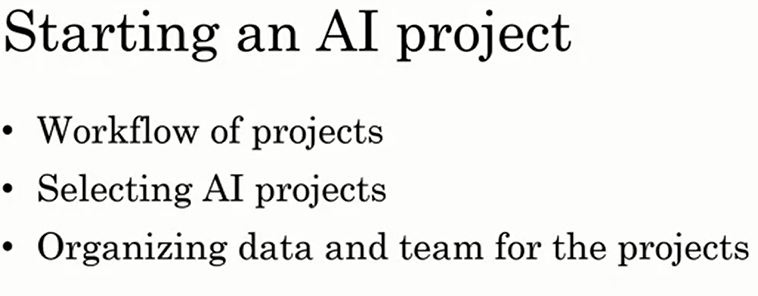 Starting an AI project
• Workflow of projects
• Selecting AI projects
• Organizing data and team for the projects